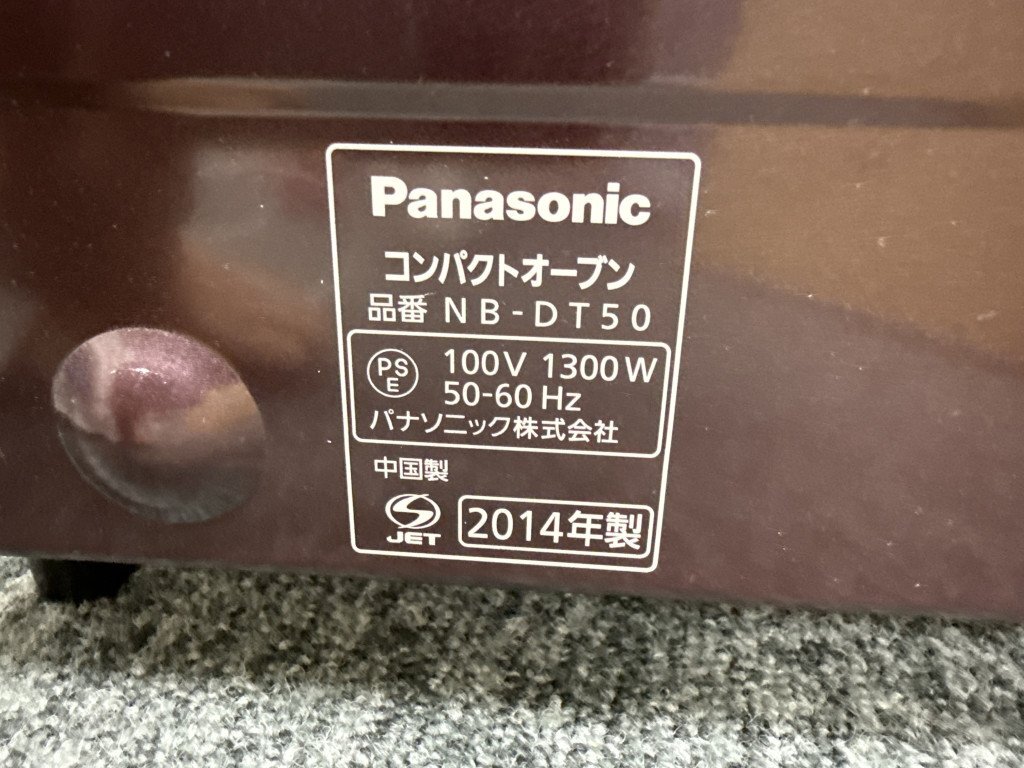 Panasonic
コンパクトオーブン
品番 NB-DT50
PS
E
100V 1300W
50-60 Hz
パナソニック株式会社
中国製
S
JET
2014年製